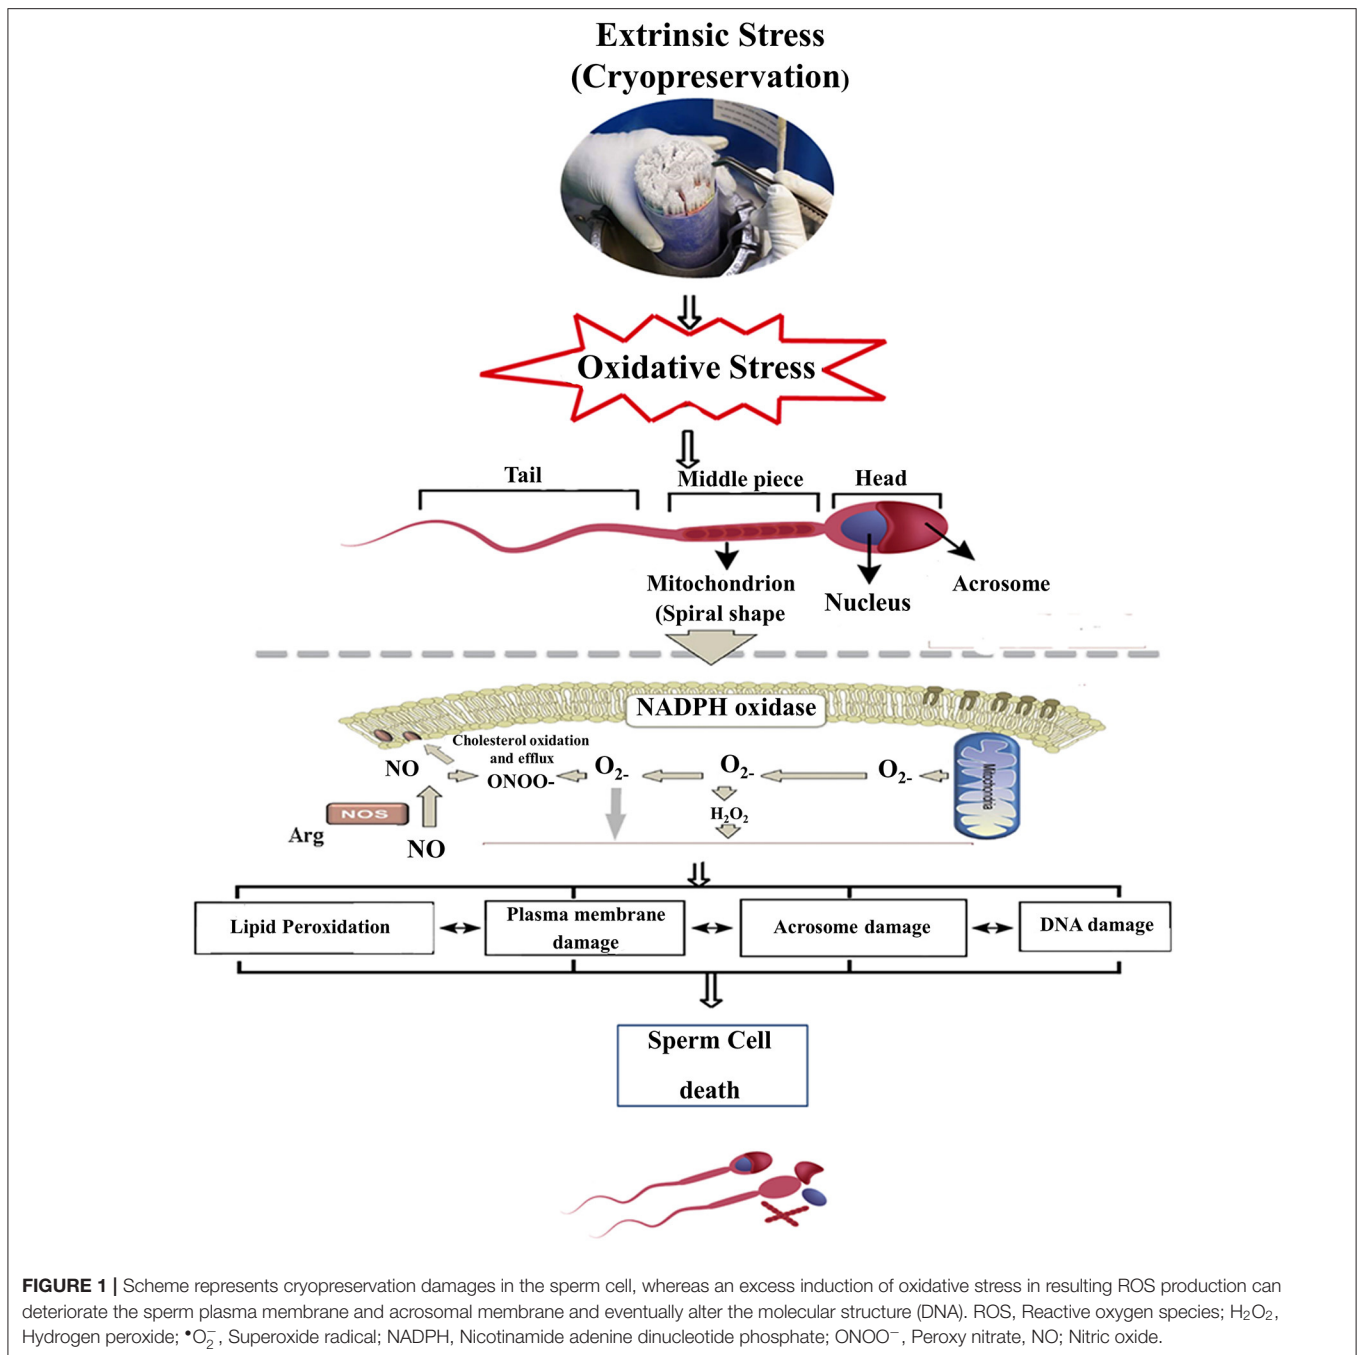 Extrinsic Stress
(Cryopreservation)
Oxidative Stress
Tail
Middle piece
Head
Mitochondrion
(Spiral shape
Nucleus
Acrosome
NADPH oxidase
Cholesterol oxidation
and efflux
NO
ONOO-
O₂-
O₂-
O₂-
Mitochondria
H₂O₂
NOS
Arg
NO
Lipid Peroxidation
Plasma membrane
damage
Acrosome damage
DNA damage
Sperm Cell
death
FIGURE 1 | Scheme represents cryopreservation damages in the sperm cell, whereas an excess induction of oxidative stress in resulting ROS production can
deteriorate the sperm plasma membrane and acrosomal membrane and eventually alter the molecular structure (DNA). ROS, Reactive oxygen species; H₂O₂,
Hydrogen peroxide; •O₂⁻, Superoxide radical; NADPH, Nicotinamide adenine dinucleotide phosphate; ONOO⁻, Peroxy nitrate, NO; Nitric oxide.